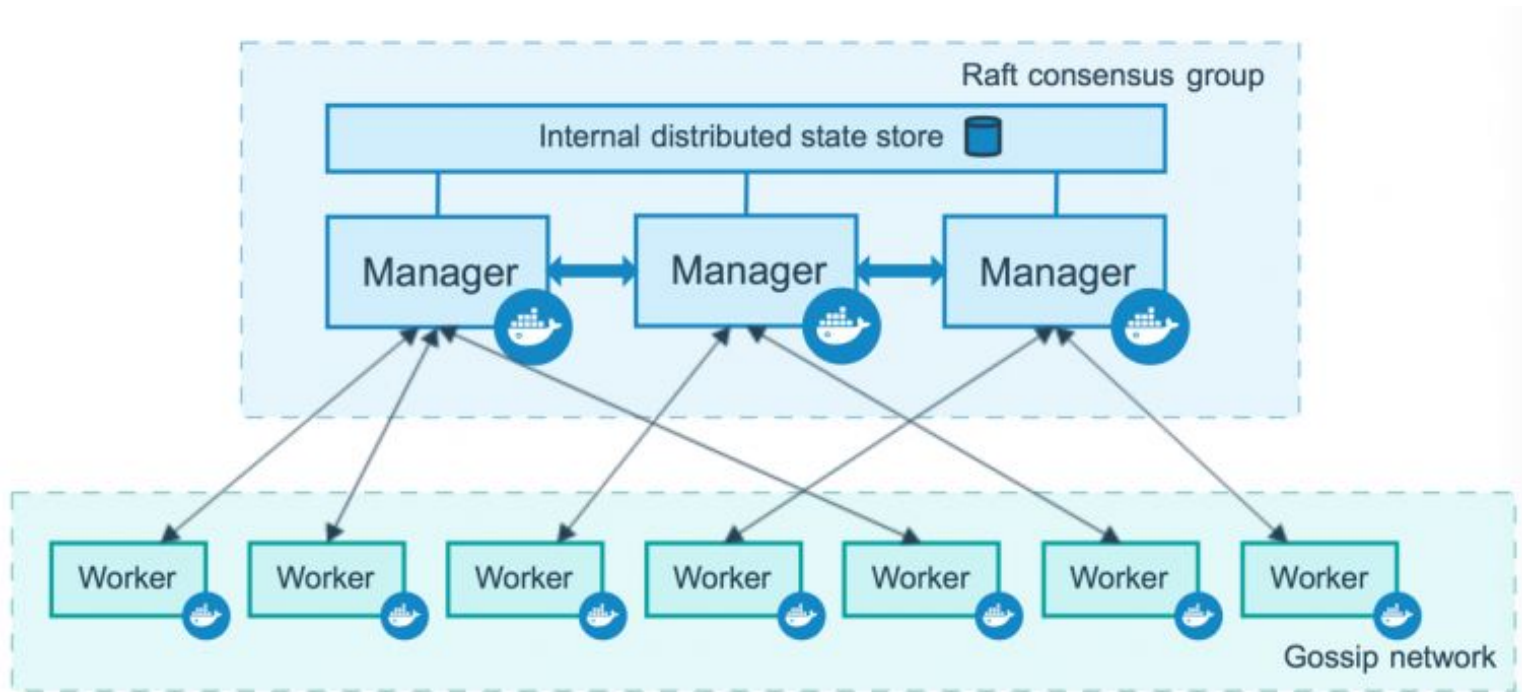 Raft consensus group
Internal distributed state store
Manager
Manager
Manager
Worker
Worker
Worker
Worker
Worker
Worker
Worker
Gossip network